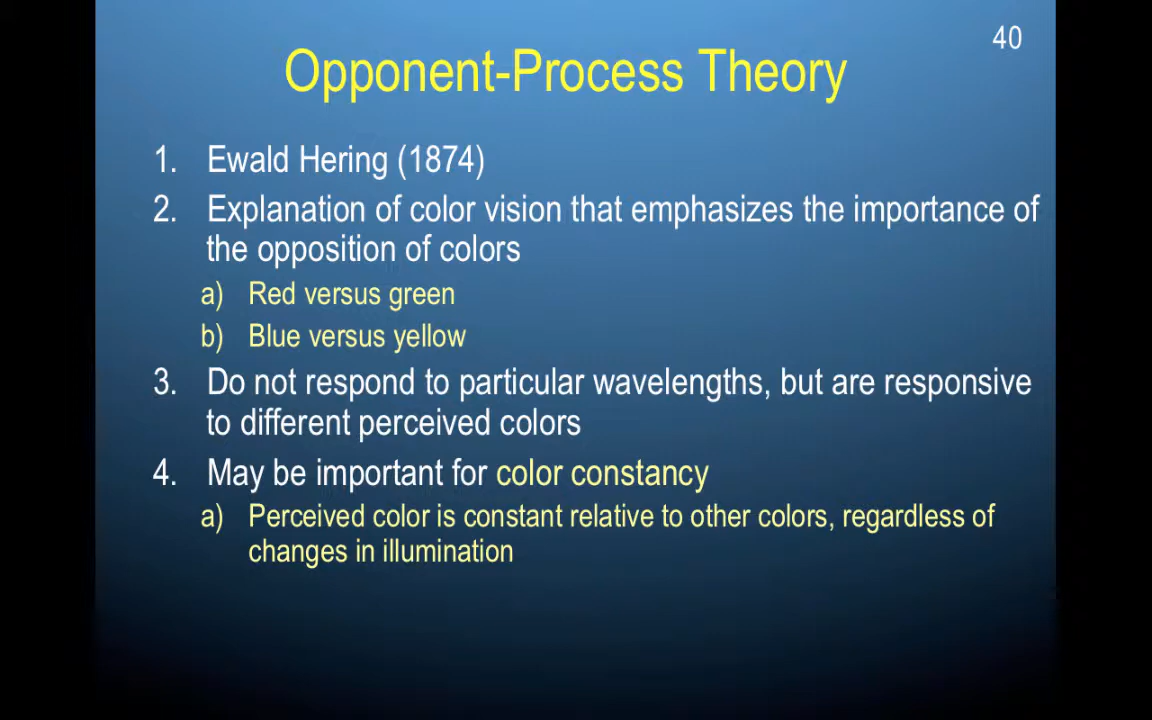 40
Opponent-Process Theory
1. Ewald Hering (1874)
2. Explanation of color vision that emphasizes the importance of
the opposition of colors
a) Red versus green
b) Blue versus yellow
3. Do not respond to particular wavelengths, but are responsive
to different perceived colors
4. May be important for color constancy
a) Perceived color is constant relative to other colors, regardless of
changes in illumination